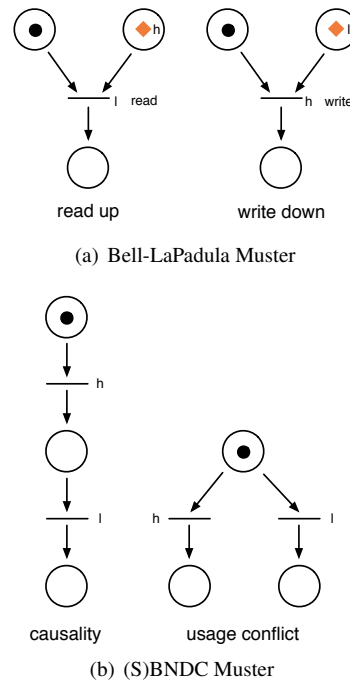 h l
l read h write
read up write down
(a) Bell-LaPadula Muster
h
h l l
causality usage conflict
(b) (S)BNDC Muster